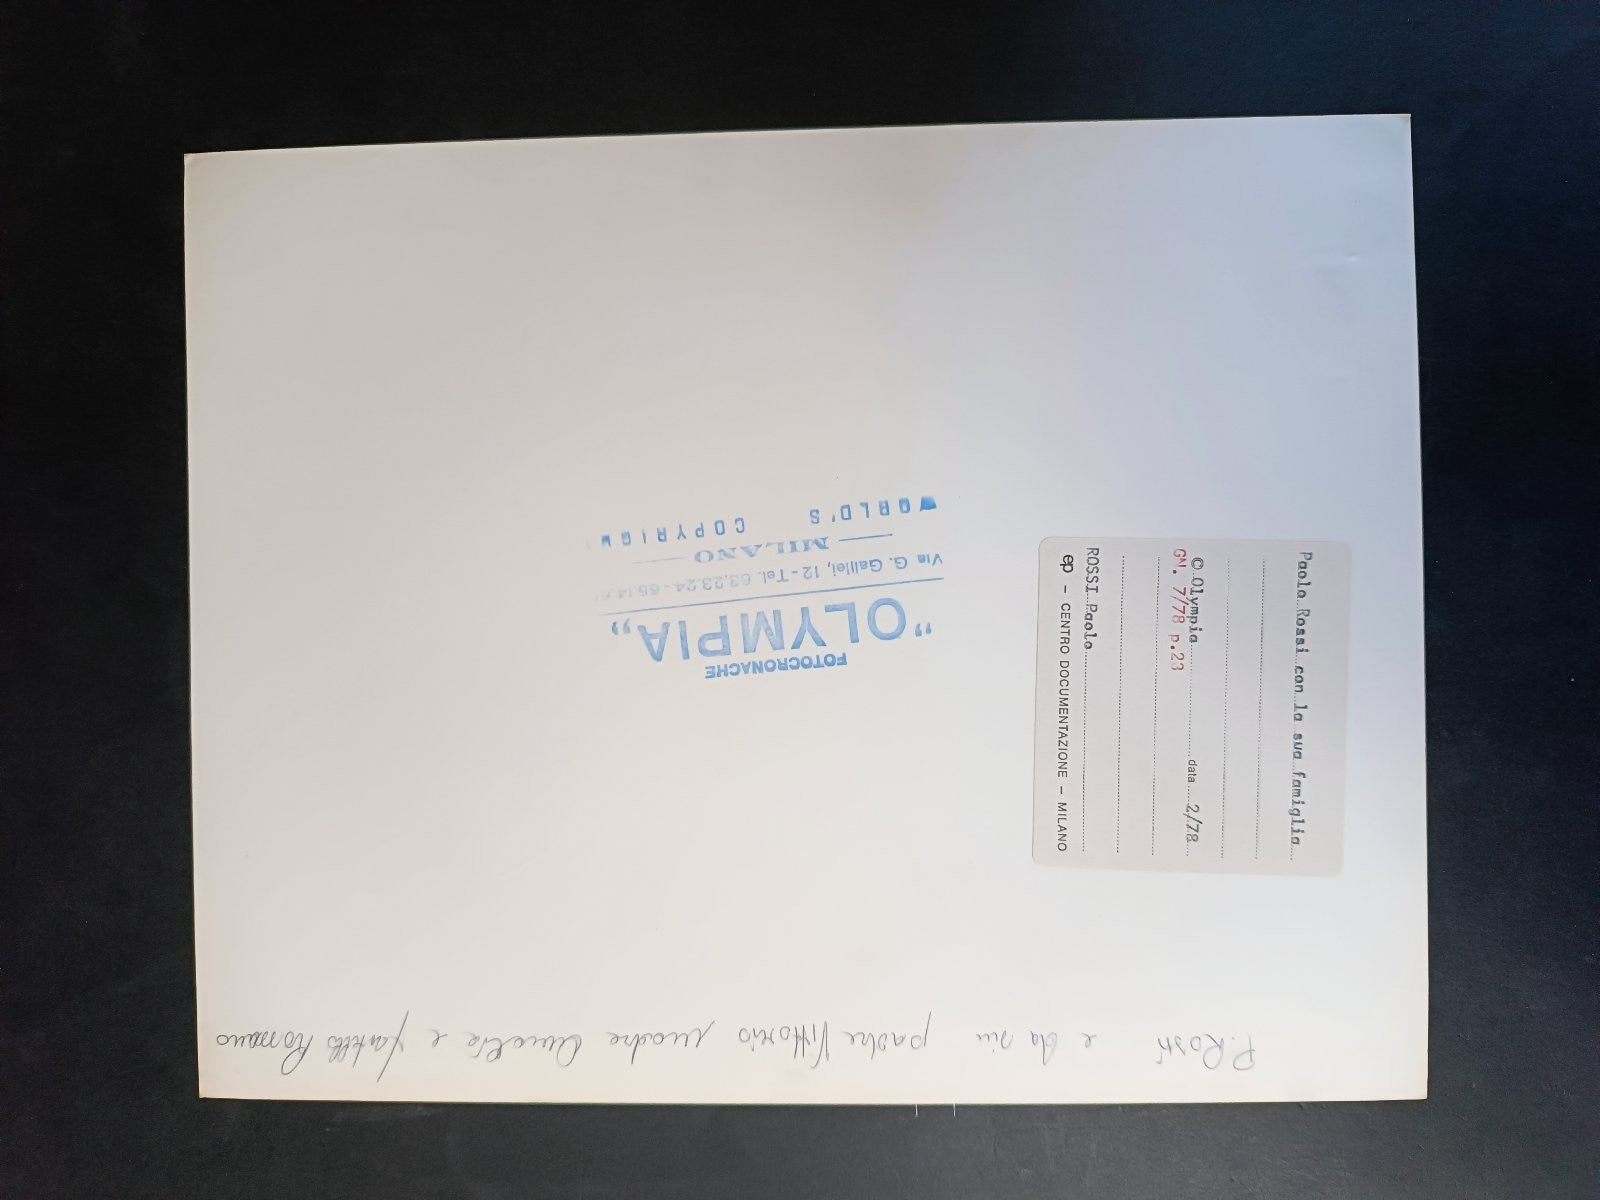 P. Rossi e da sin padre Vittorio madre Amelia e fratello Rossano
FOTOCRONACHE
"OLYMPIA„
Via G. Galilei, 12 - Tel. 63.23.24 - 65.14.
— MILANO —
WORLD'S COPYRIGH
ep - CENTRO DOCUMENTAZIONE - MILANO
ROSSI Paolo
GN. 7/78 p.23
© Olympia data 2/78
Paolo Rossi con la sua famiglia